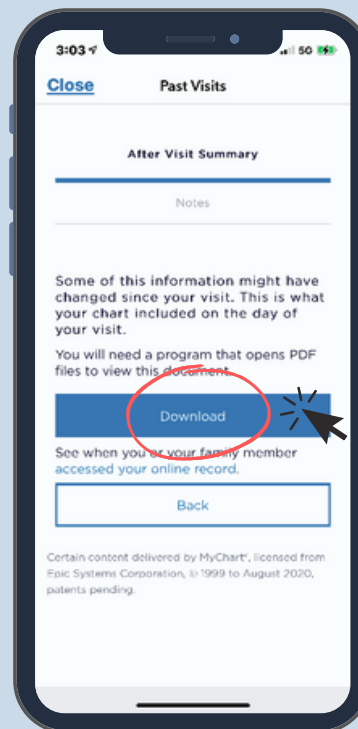 3:03
5G
Close
Past Visits
After Visit Summary
Notes
Some of this information might have
changed since your visit. This is what
your chart included on the day of
your visit.
You will need a program that opens PDF
files to view this document.
Download
See when you or your family member
accessed your online record.
Back
Certain content delivered by MyChart®, licensed from
Epic Systems Corporation, © 1999 to August 2020,
patents pending.